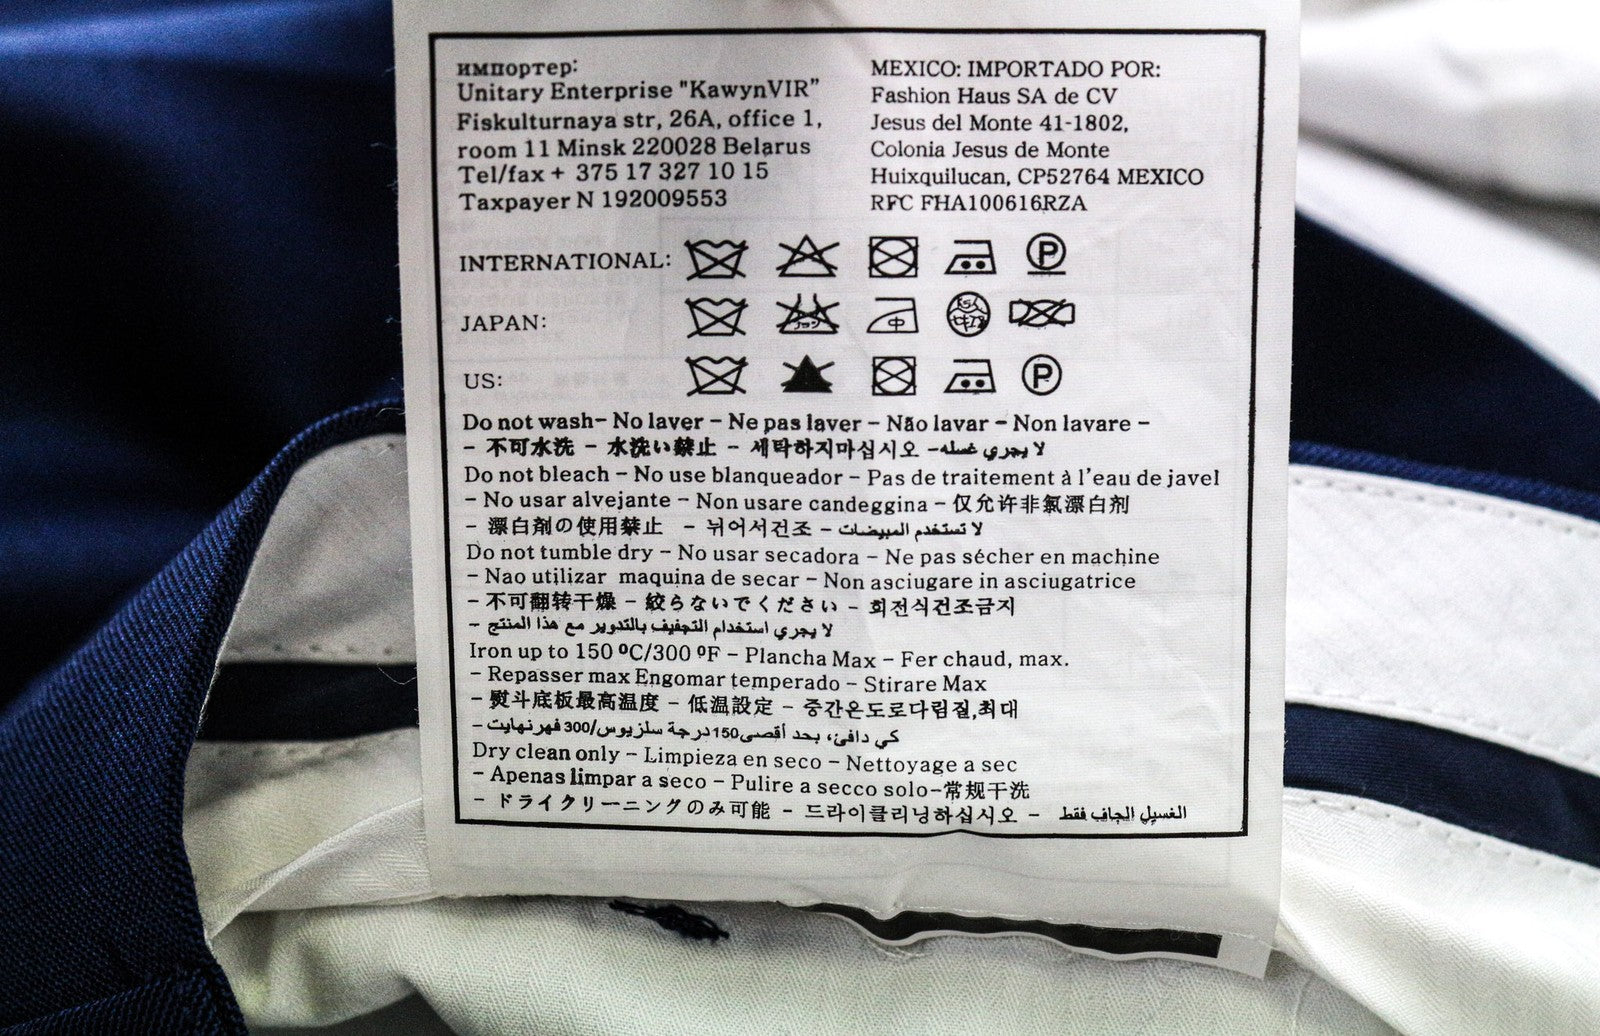 импортер:
Unitary Enterprise "KawynVIR"
Fiskulturnaya str, 26A, office 1,
room 11 Minsk 220028 Belarus
Tel/fax + 375 17 327 10 15
Taxpayer N 192009553
MEXICO: IMPORTADO POR:
Fashion Haus SA de CV
Jesus del Monte 41-1802,
Colonia Jesus de Monte
Huixquilucan, CP52764 MEXICO
RFC FHA100616RZA
INTERNATIONAL: P
JAPAN: 中
US: P
Do not wash- No laver - Ne pas laver - Não lavar - Non lavare -
- 不可水洗 - 水洗い禁止 - 세탁하지마십시오 -لا يجري غسله
Do not bleach - No use blanqueador - Pas de traitement à l'eau de javel
- No usar alvejante - Non usare candeggina - 仅允许非氯漂白剂
- 漂白剤の使用禁止 - 뉘어서건조 - لا تستخدم المبيضات
Do not tumble dry - No usar secadora - Ne pas sécher en machine
- Nao utilizar maquina de secar - Non asciugare in asciugatrice
- 不可翻转干燥 - 絞らないでください - 회전식건조금지
- لا يجري استخدام التجفيف بالتدوير مع هذا المنتج
Iron up to 150 ºC/300 ºF - Plancha Max - Fer chaud, max.
- Repasser max Engomar temperado - Stirare Max
- 熨斗底板最高温度 - 低温設定 - 중간온도로다림질,최대
- كي دافئ، بحد أقصى150درجة سلزيوس/300 فهرنهايت
Dry clean only - Limpieza en seco - Nettoyage a sec
- Apenas limpar a seco - Pulire a secco solo-常规干洗
- ドライクリーニングのみ可能 - 드라이클리닝하십시오 - الغسيل الجاف فقط